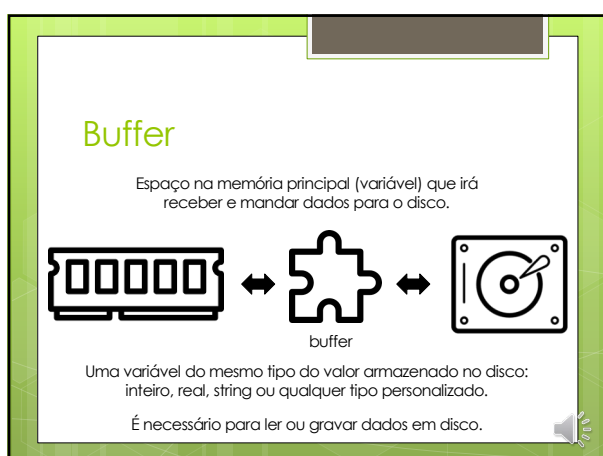 Buffer
Espaço na memória principal (variável) que irá
receber e mandar dados para o disco.
buffer
Uma variável do mesmo tipo do valor armazenado no disco:
inteiro, real, string ou qualquer tipo personalizado.
É necessário para ler ou gravar dados em disco.